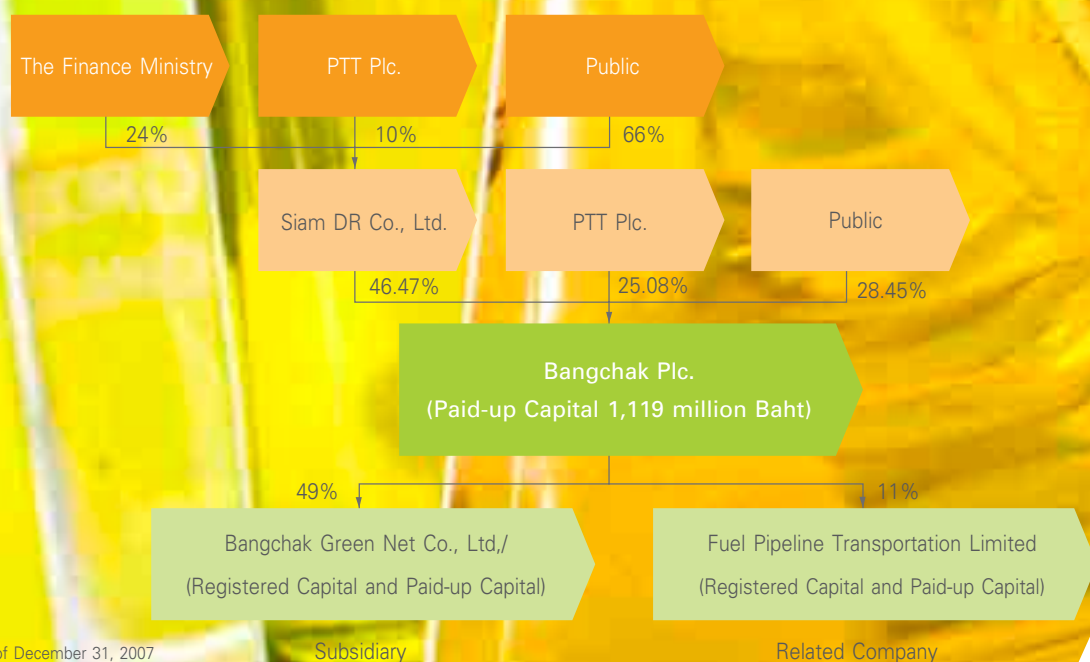 The Finance Ministry
PTT Plc.
Public
24%
10%
66%
Siam DR Co., Ltd.
PTT Plc.
Public
46.47%
25.08%
28.45%
Bangchak Plc.
(Paid-up Capital 1,119 million Baht)
49%
11%
Bangchak Green Net Co., Ltd,/
(Registered Capital and Paid-up Capital)
Fuel Pipeline Transportation Limited
(Registered Capital and Paid-up Capital)
of December 31, 2007
Subsidiary
Related Company